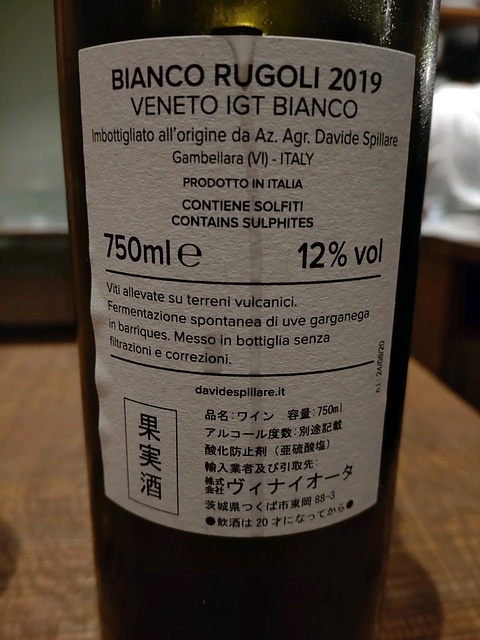 BIANCO RUGOLI 2019
VENETO IGT BIANCO
Imbottigliato all'origine da Az. Agr. Davide Spillare
Gambellara (VI) - ITALY
PRODOTTO IN ITALIA
CONTIENE SOLFITI
CONTAINS SULPHITES
750ml e 12% vol
Viti allevate su terreni vulcanici.
Fermentazione spontanea di uve garganega
in barriques. Messo in bottiglia senza
filtrazioni e correzioni.
24/08/20
davidespillare.it
果実酒
品名:ワイン 容量:750ml
アルコール度数:別途記載
酸化防止剤(亜硫酸塩)
輸入業者及び引取先:
株式会社ヴィナイオータ
茨城県つくば市東岡 88-3
●飲酒は 20 才になってから●